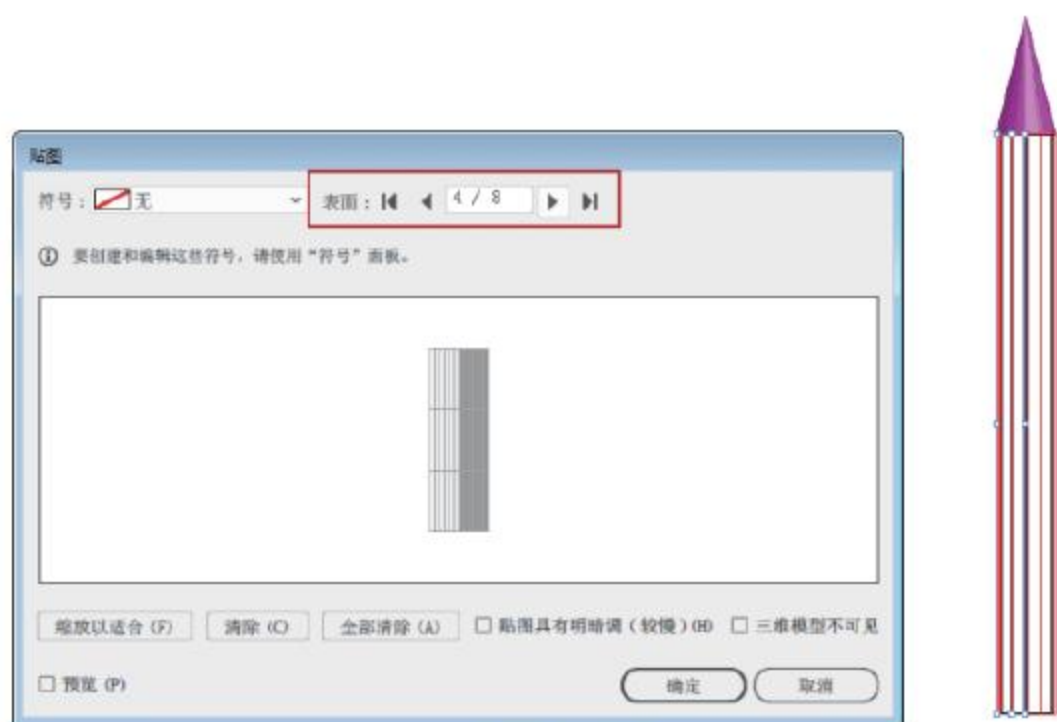 贴图
符号: 无 表面: 4 / 8
要创建和编辑这些符号，请使用“符号”面板。
缩放以适合 (F) 清除 (C) 全部清除 (A) 贴图具有明暗调（较慢）(H) 三维模型不可见
预览 (P) 确定 取消